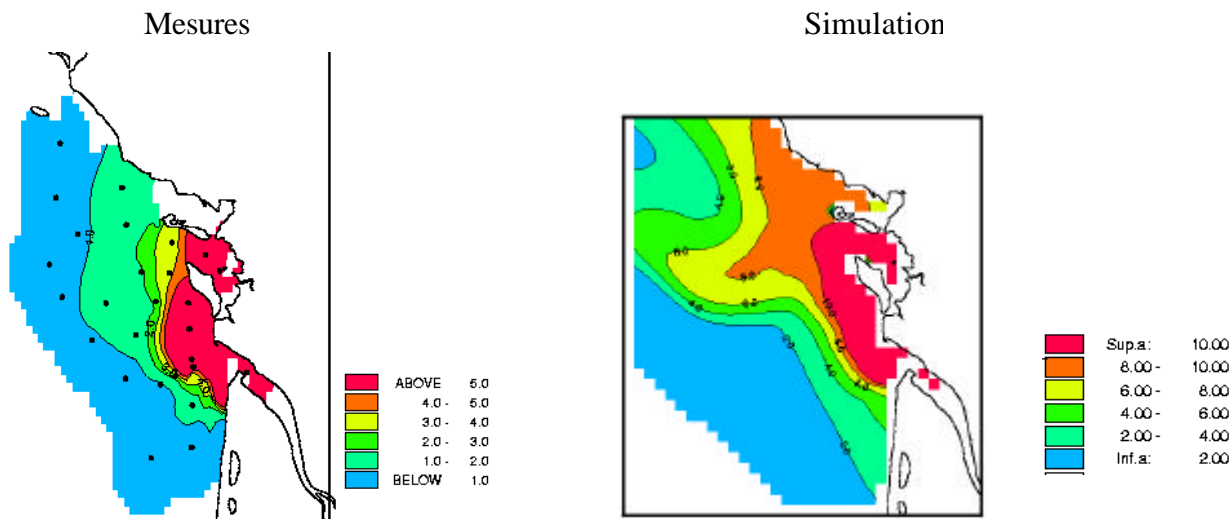 Mesures
Simulation
ABOVE 5.0
4.0 - 5.0
3.0 - 4.0
2.0 - 3.0
1.0 - 2.0
BELOW 1.0
Sup.a: 10.00
8.00 - 10.00
6.00 - 8.00
4.00 - 6.00
2.00 - 4.00
Inf.a: 2.00